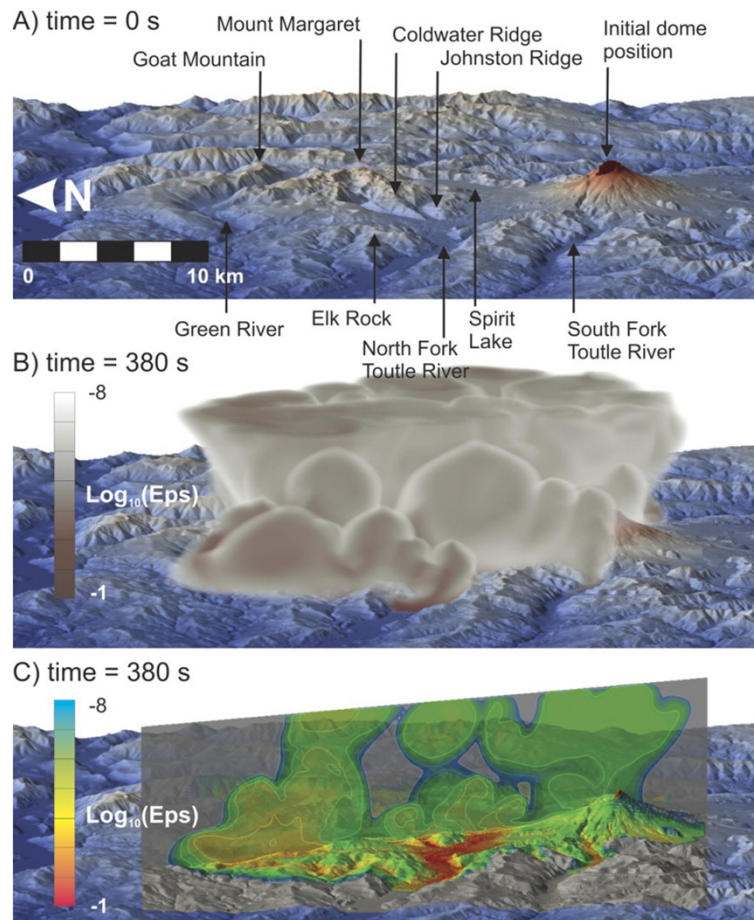 A) time = 0 s
Mount Margaret
Goat Mountain
Coldwater Ridge
Johnston Ridge
Initial dome
position
N
0
10 km
Green River
Elk Rock
North Fork
Toutle River
Spirit
Lake
South Fork
Toutle River
B) time = 380 s
-8
Log₁₀(Eps)
-1
C) time = 380 s
-8
Log₁₀(Eps)
-1